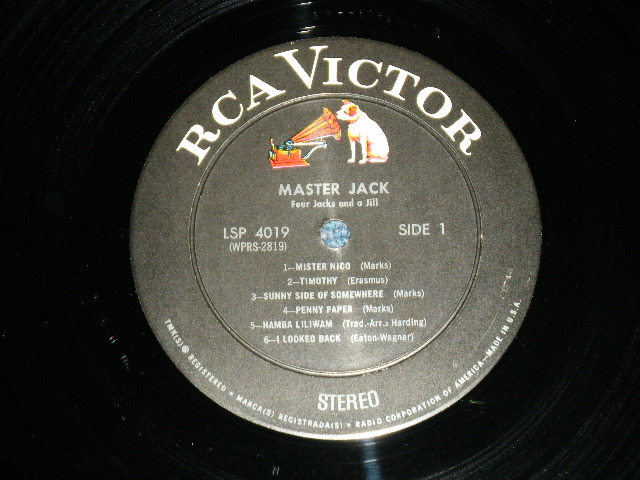 RCA VICTOR
MASTER JACK
Four Jacks and a Jill
LSP 4019
(WPRS-2819)
SIDE 1
1—MISTER NICO (Marks)
2—TIMOTHY (Erasmus)
3—SUNNY SIDE OF SOMEWHERE (Marks)
4—PENNY PAPER (Marks)
5—HAMBA LILIWAM (Trad.-Arr.: Harding)
6—I LOOKED BACK (Eaton-Wagner)
STEREO
TMK(S) ® REGISTERED • MARCA(S) REGISTRADA(S) • RADIO CORPORATION OF AMERICA—MADE IN U.S.A.